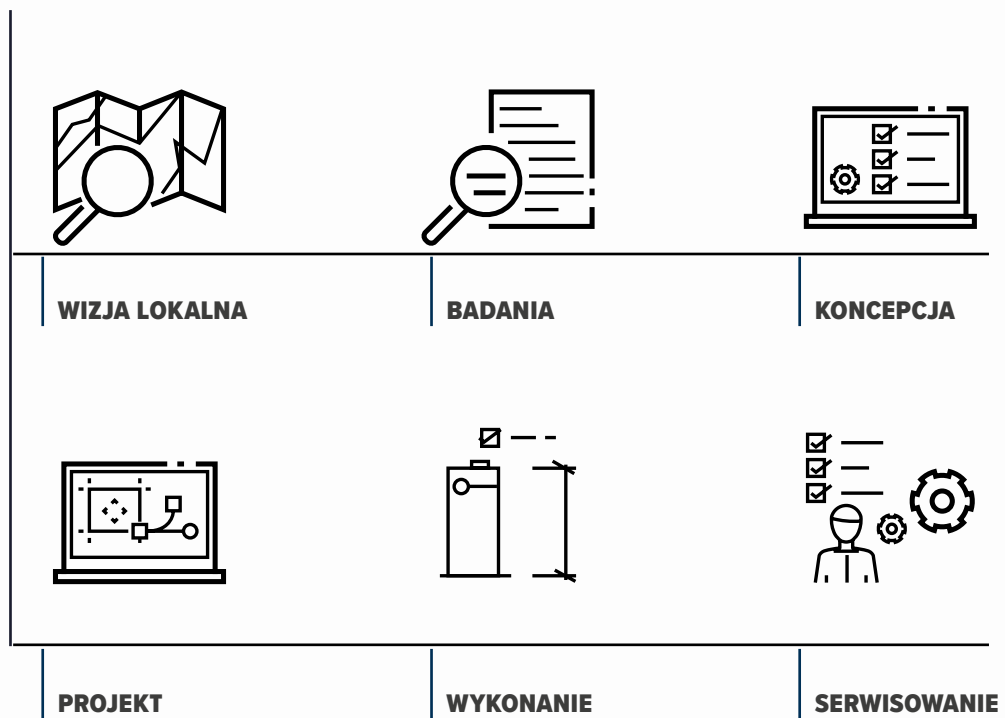 WIZJA LOKALNA
BADANIA
KONCEPCJA
PROJEKT
WYKONANIE
SERWISOWANIE